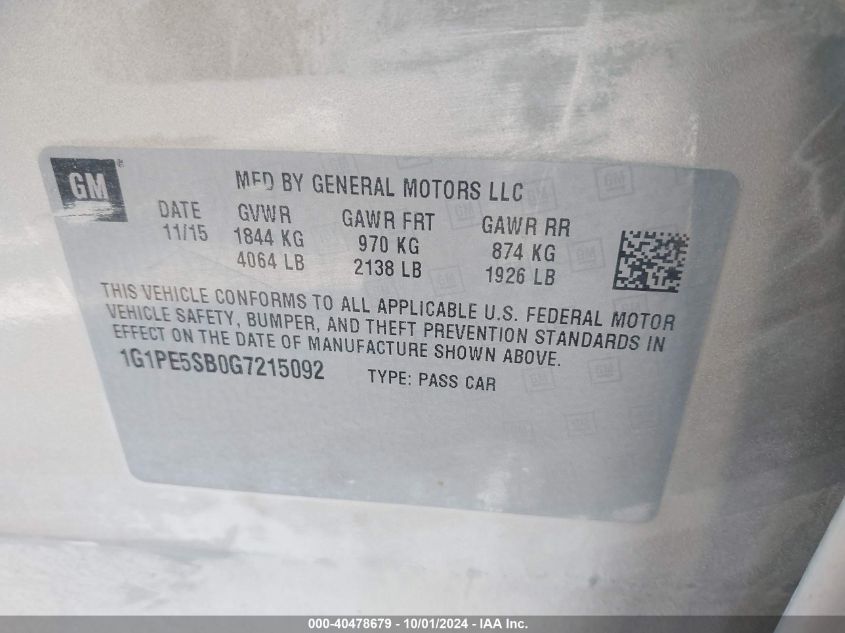 GM®
MFD BY GENERAL MOTORS LLC
DATE GVWR GAWR FRT GAWR RR
11/15 1844 KG 970 KG 874 KG
4064 LB 2138 LB 1926 LB
THIS VEHICLE CONFORMS TO ALL APPLICABLE U.S. FEDERAL MOTOR
VEHICLE SAFETY, BUMPER, AND THEFT PREVENTION STANDARDS IN
EFFECT ON THE DATE OF MANUFACTURE SHOWN ABOVE.
1G1PE5SB0G7215092 TYPE: PASS CAR
000-40478679 - 10/01/2024 - IAA Inc.